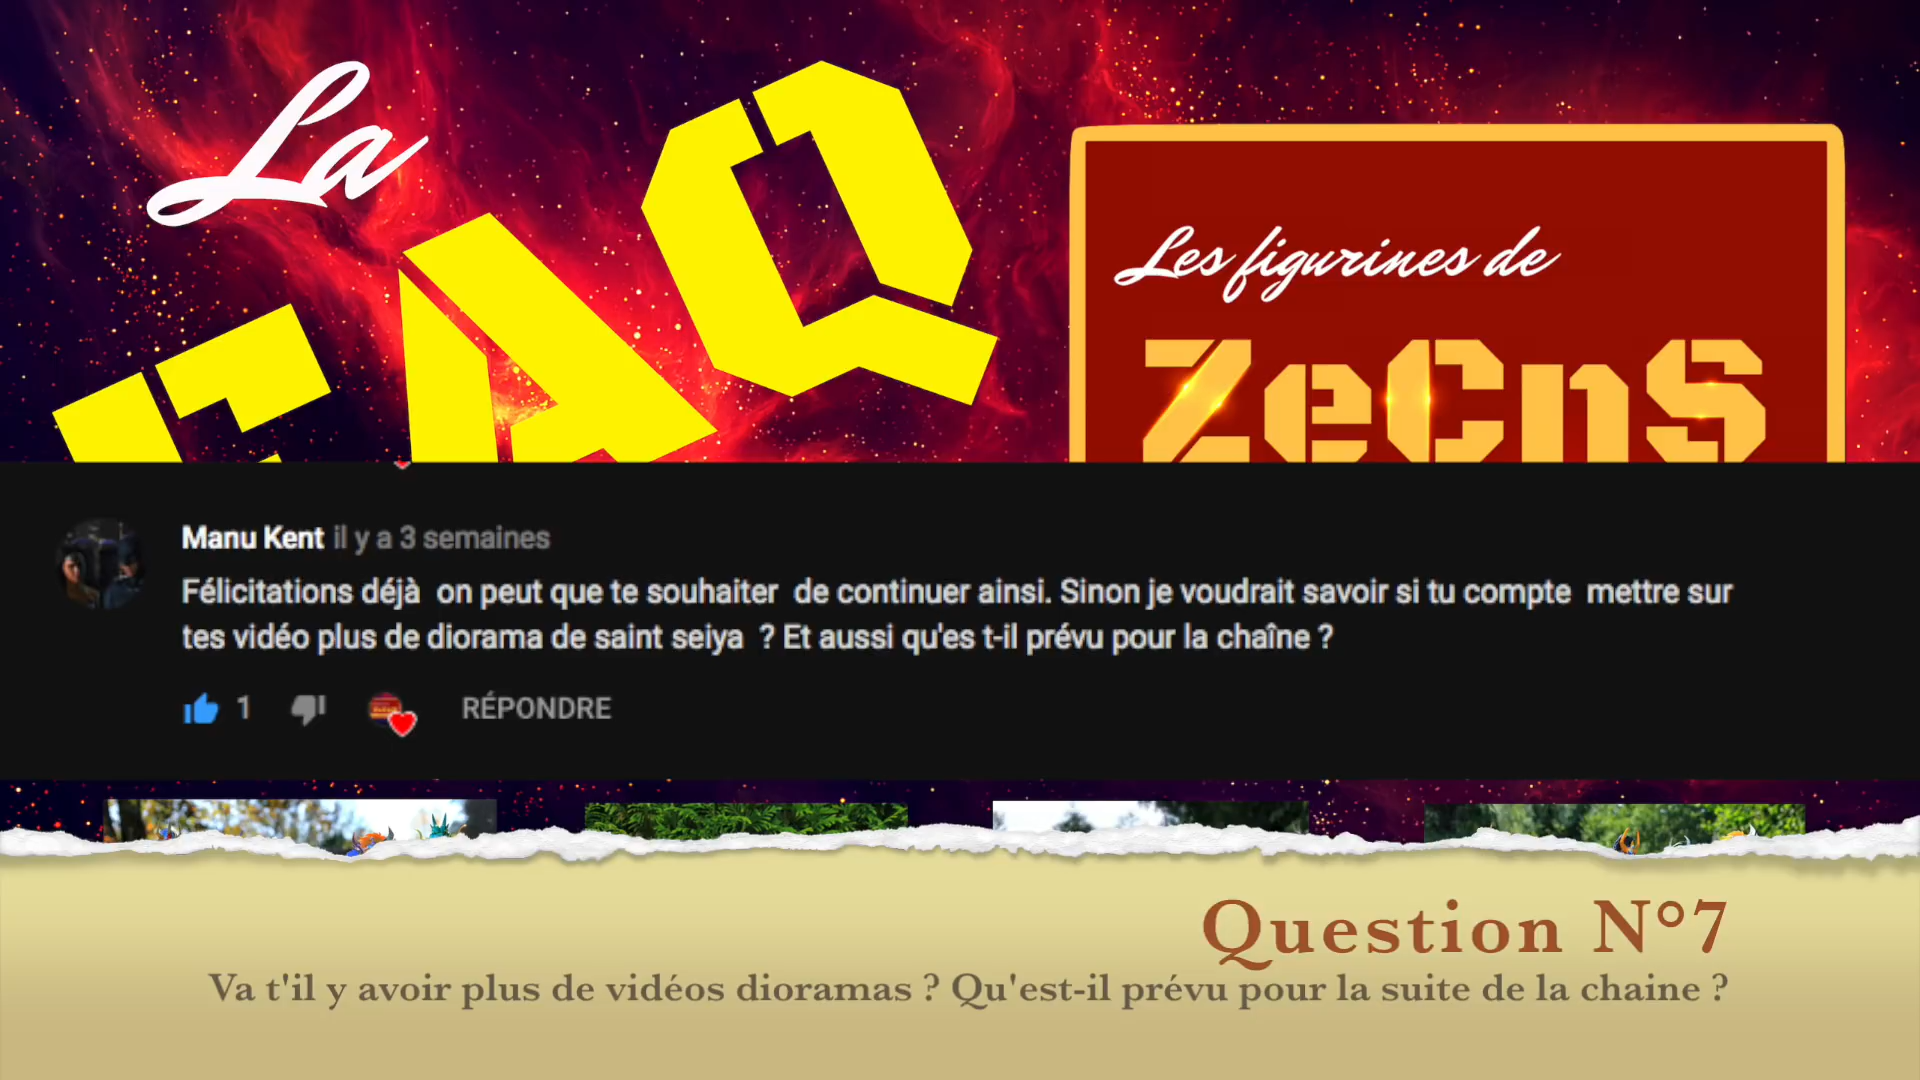 La
FAQ
Les figurines de
ZeCnS
Manu Kent il y a 3 semaines
Félicitations déjà on peut que te souhaiter de continuer ainsi. Sinon je voudrait savoir si tu compte mettre sur
tes vidéo plus de diorama de saint seiya ? Et aussi qu'es t-il prévu pour la chaîne ?
1 RÉPONDRE
Question N°7
Va t'il y avoir plus de vidéos dioramas ? Qu'est-il prévu pour la suite de la chaine ?